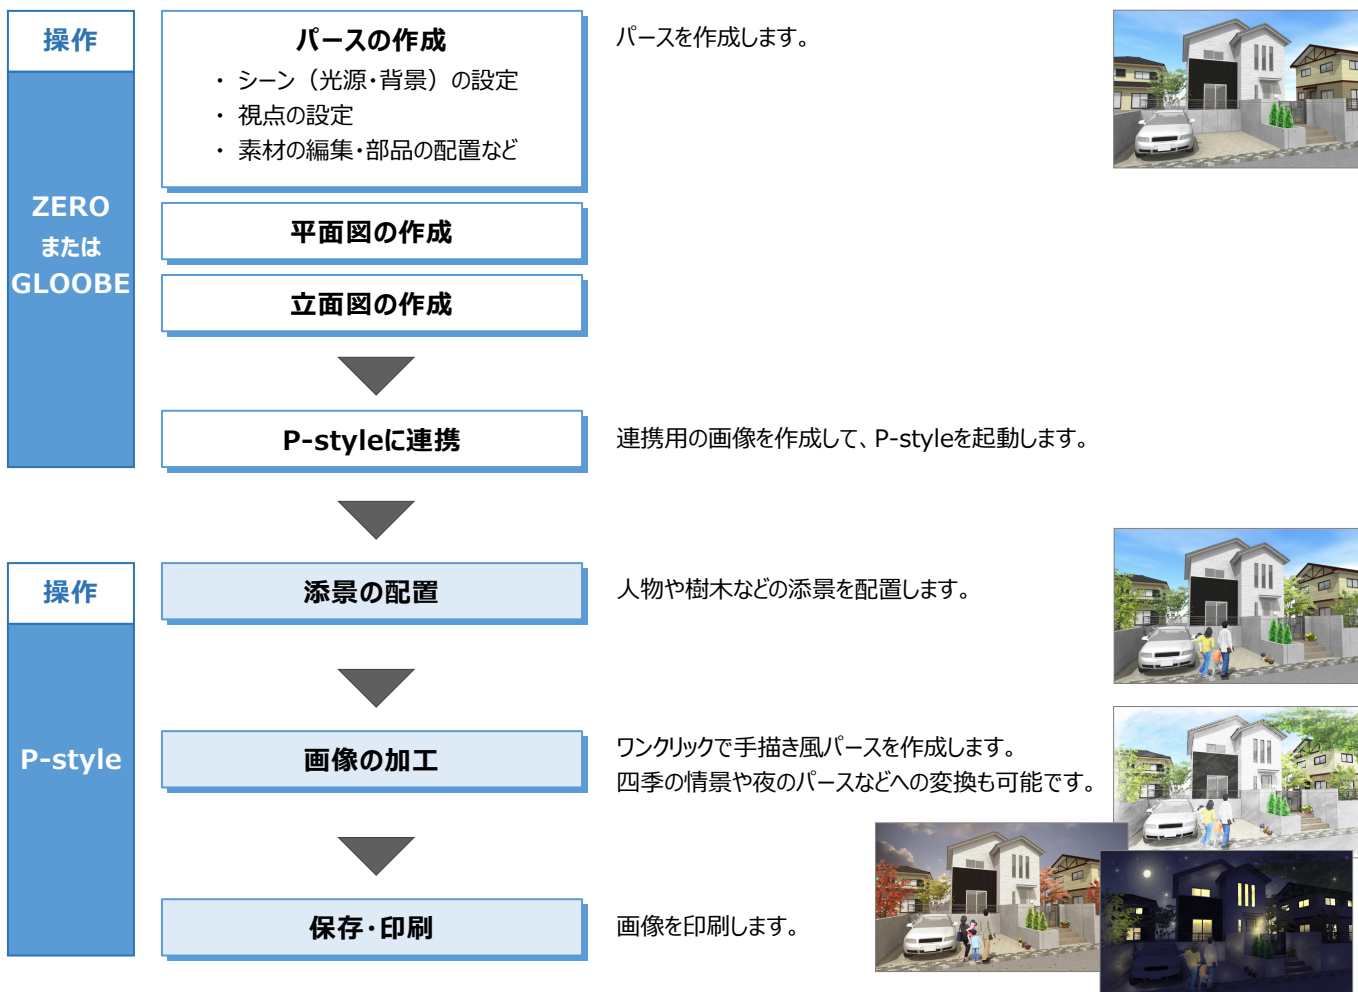 操作
パースの作成
・ シーン（光源・背景）の設定
・ 視点の設定
・ 素材の編集・部品の配置など
パースを作成します。
ZERO
または
GLOOBE
平面図の作成
立面図の作成
P-styleに連携
連携用の画像を作成して、P-styleを起動します。
操作
添景の配置
人物や樹木などの添景を配置します。
P-style
画像の加工
ワンクリックで手描き風パースを作成します。
四季の情景や夜のパースなどへの変換も可能です。
保存・印刷
画像を印刷します。